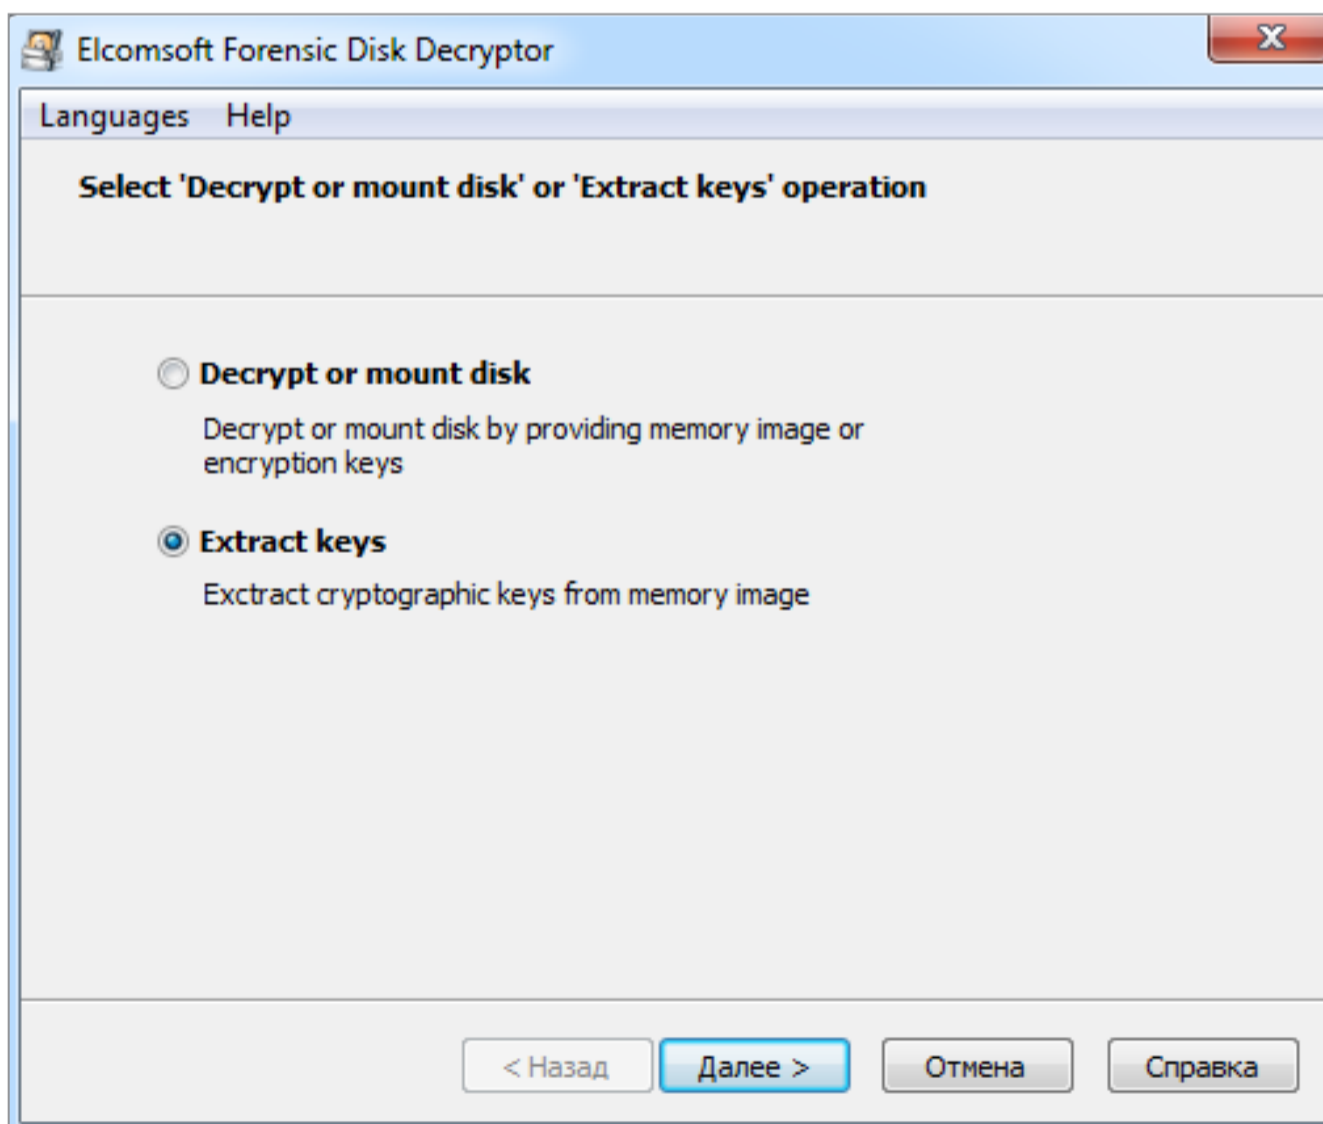 Elcomsoft Forensic Disk Decryptor
Languages Help
Select 'Decrypt or mount disk' or 'Extract keys' operation
Decrypt or mount disk
Decrypt or mount disk by providing memory image or
encryption keys
Extract keys
Exctract cryptographic keys from memory image
< Назад Далее > Отмена Справка